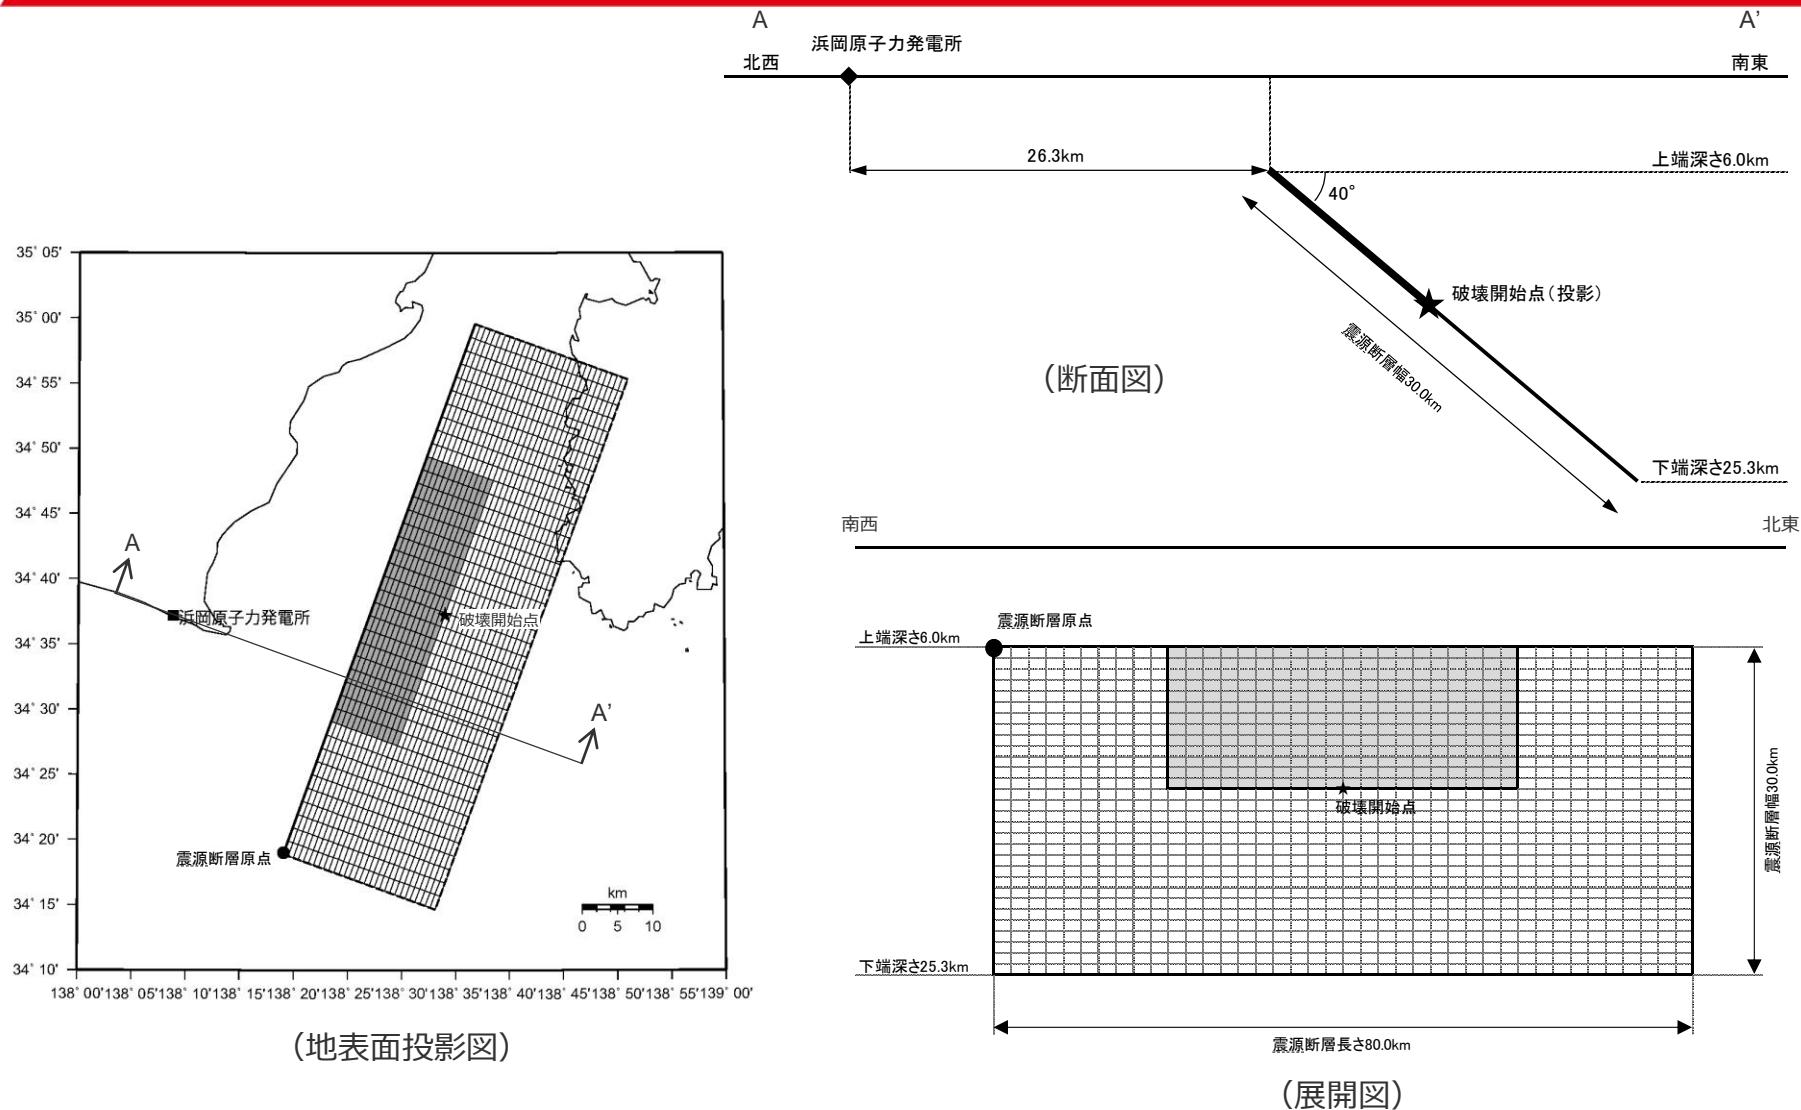 A
A’
浜岡原子力発電所
北西
南東
26.3km
上端深さ6.0km
40°
破壊開始点（投影）
震源断層幅30.0km
（断面図）
下端深さ25.3km
35° 05'
35° 00'
34° 55'
34° 50'
34° 45'
34° 40'
34° 35'
34° 30'
34° 25'
34° 20'
34° 15'
34° 10'
A
浜岡原子力発電所
破壊開始点
A’
震源断層原点
km
0 5 10
138° 00' 138° 05' 138° 10' 138° 15' 138° 20' 138° 25' 138° 30' 138° 35' 138° 40' 138° 45' 138° 50' 138° 55' 139° 00'
（地表面投影図）
南西
北東
震源断層原点
上端深さ6.0km
破壊開始点
震源断層幅30.0km
下端深さ25.3km
震源断層長さ80.0km
（展開図）